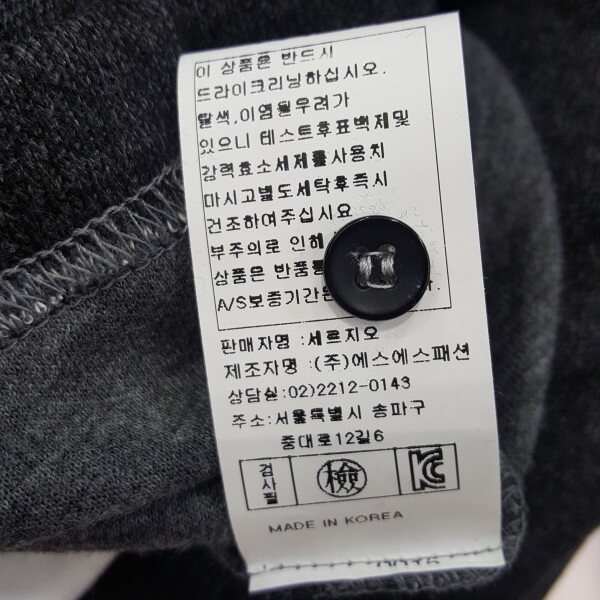 이 상품은 반드시
드라이크리닝하십시오.
탈색,이염될우려가
있으니 테스트후표백제및
강력효소세제를사용치
마시고별도세탁후즉시
건조하여주십시요
부주의로 인해
상품은 반품
A/S보증기간은
판매자명 :세르지오
제조자명 :(주)에스에스패션
상담실:02)2212-0143
주소:서울특별시 송파구
중대로12길6
검사필 檢 KC
MADE IN KOREA